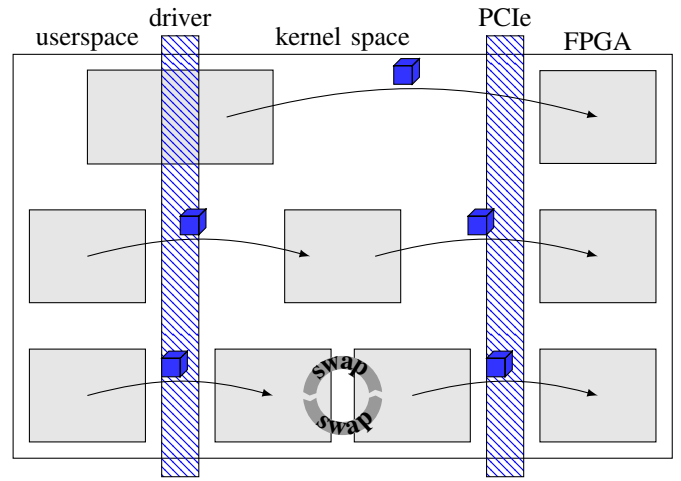 driver
PCIe
userspace
kernel space
FPGA
swap
swap